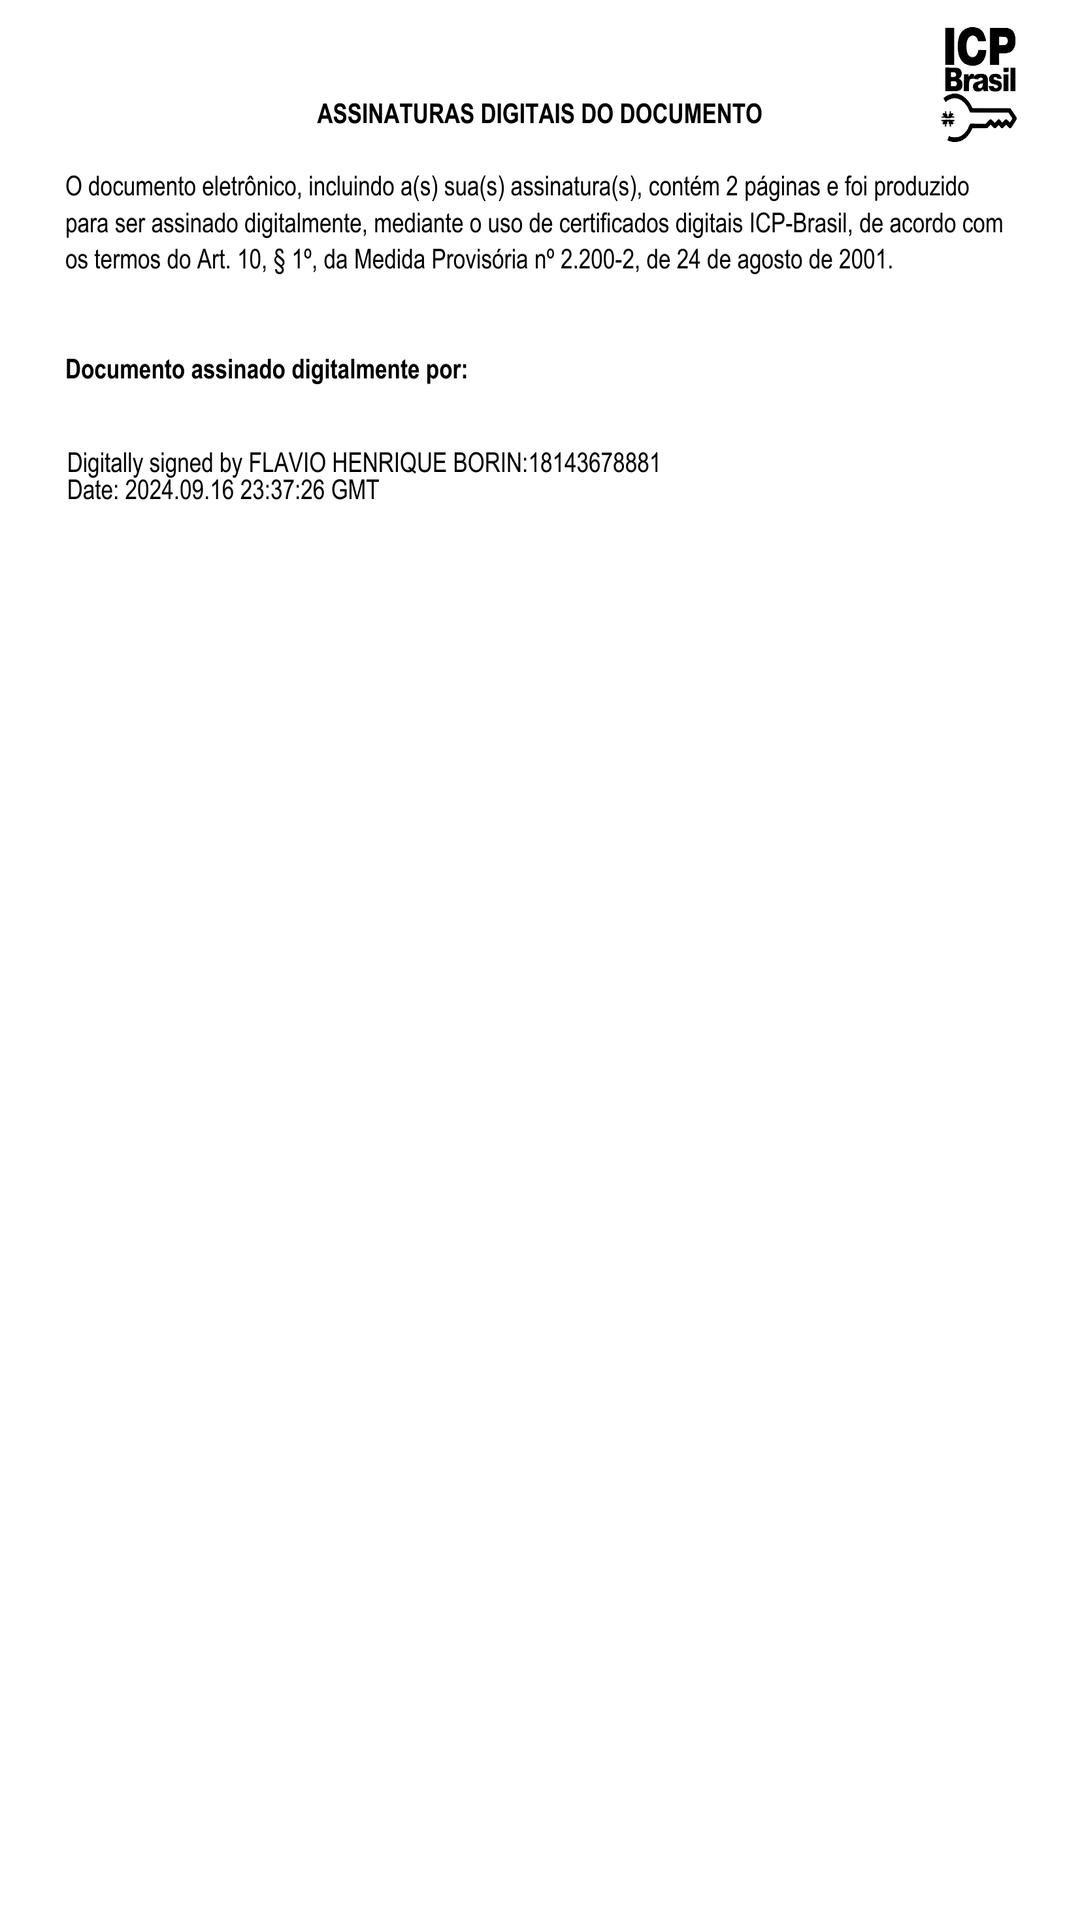 ICP
Brasil
ASSINATURAS DIGITAIS DO DOCUMENTO
O documento eletrônico, incluindo a(s) sua(s) assinatura(s), contém 2 páginas e foi produzido
para ser assinado digitalmente, mediante o uso de certificados digitais ICP-Brasil, de acordo com
os termos do Art. 10, § 1º, da Medida Provisória nº 2.200-2, de 24 de agosto de 2001.
Documento assinado digitalmente por:
Digitally signed by FLAVIO HENRIQUE BORIN:18143678881
Date: 2024.09.16 23:37:26 GMT